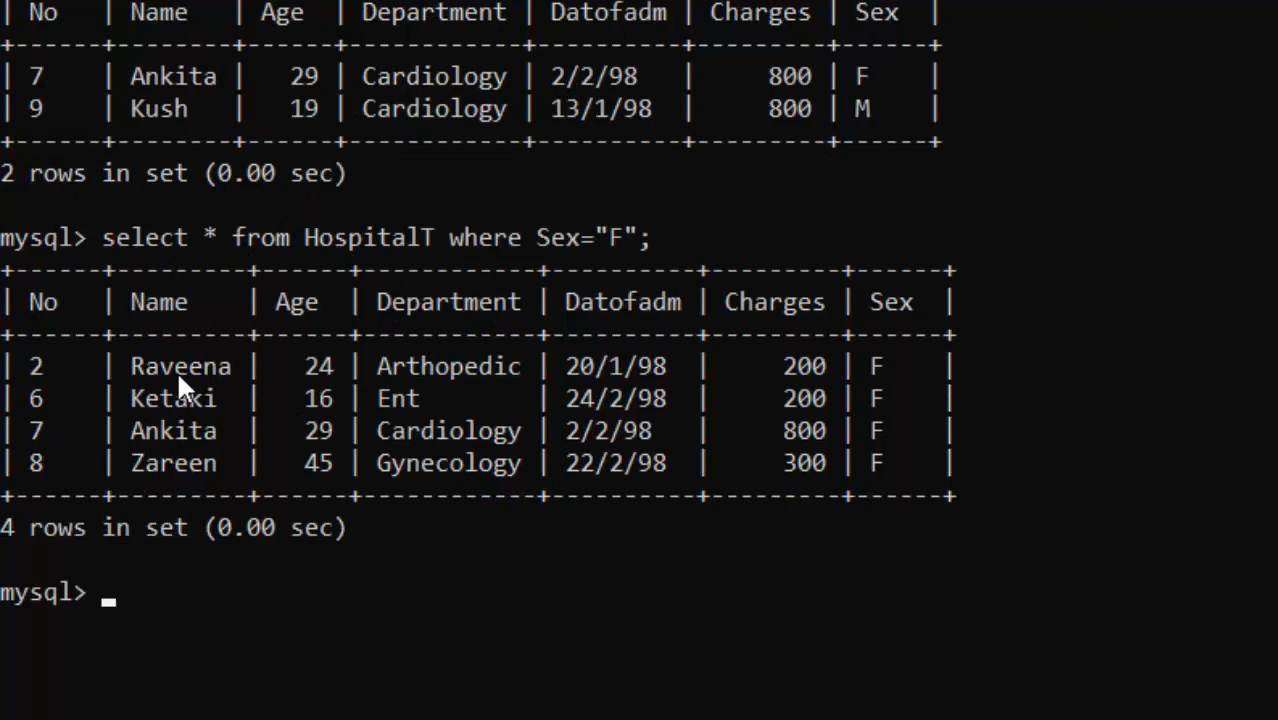 | No   | Name   | Age  | Department | Datofadm | Charges | Sex  |
+------+--------+------+------------+----------+---------+------+
| 7    | Ankita |   29 | Cardiology | 2/2/98   |     800 | F    |
| 9    | Kush   |   19 | Cardiology | 13/1/98  |     800 | M    |
+------+--------+------+------------+----------+---------+------+
2 rows in set (0.00 sec)
mysql> select * from HospitalT where Sex="F";
+------+---------+------+------------+----------+---------+------+
| No   | Name    | Age  | Department | Datofadm | Charges | Sex  |
+------+---------+------+------------+----------+---------+------+
| 2    | Raveena |   24 | Arthopedic | 20/1/98  |     200 | F    |
| 6    | Ketaki  |   16 | Ent        | 24/2/98  |     200 | F    |
| 7    | Ankita  |   29 | Cardiology | 2/2/98   |     800 | F    |
| 8    | Zareen  |   45 | Gynecology | 22/2/98  |     300 | F    |
+------+---------+------+------------+----------+---------+------+
4 rows in set (0.00 sec)
mysql> _